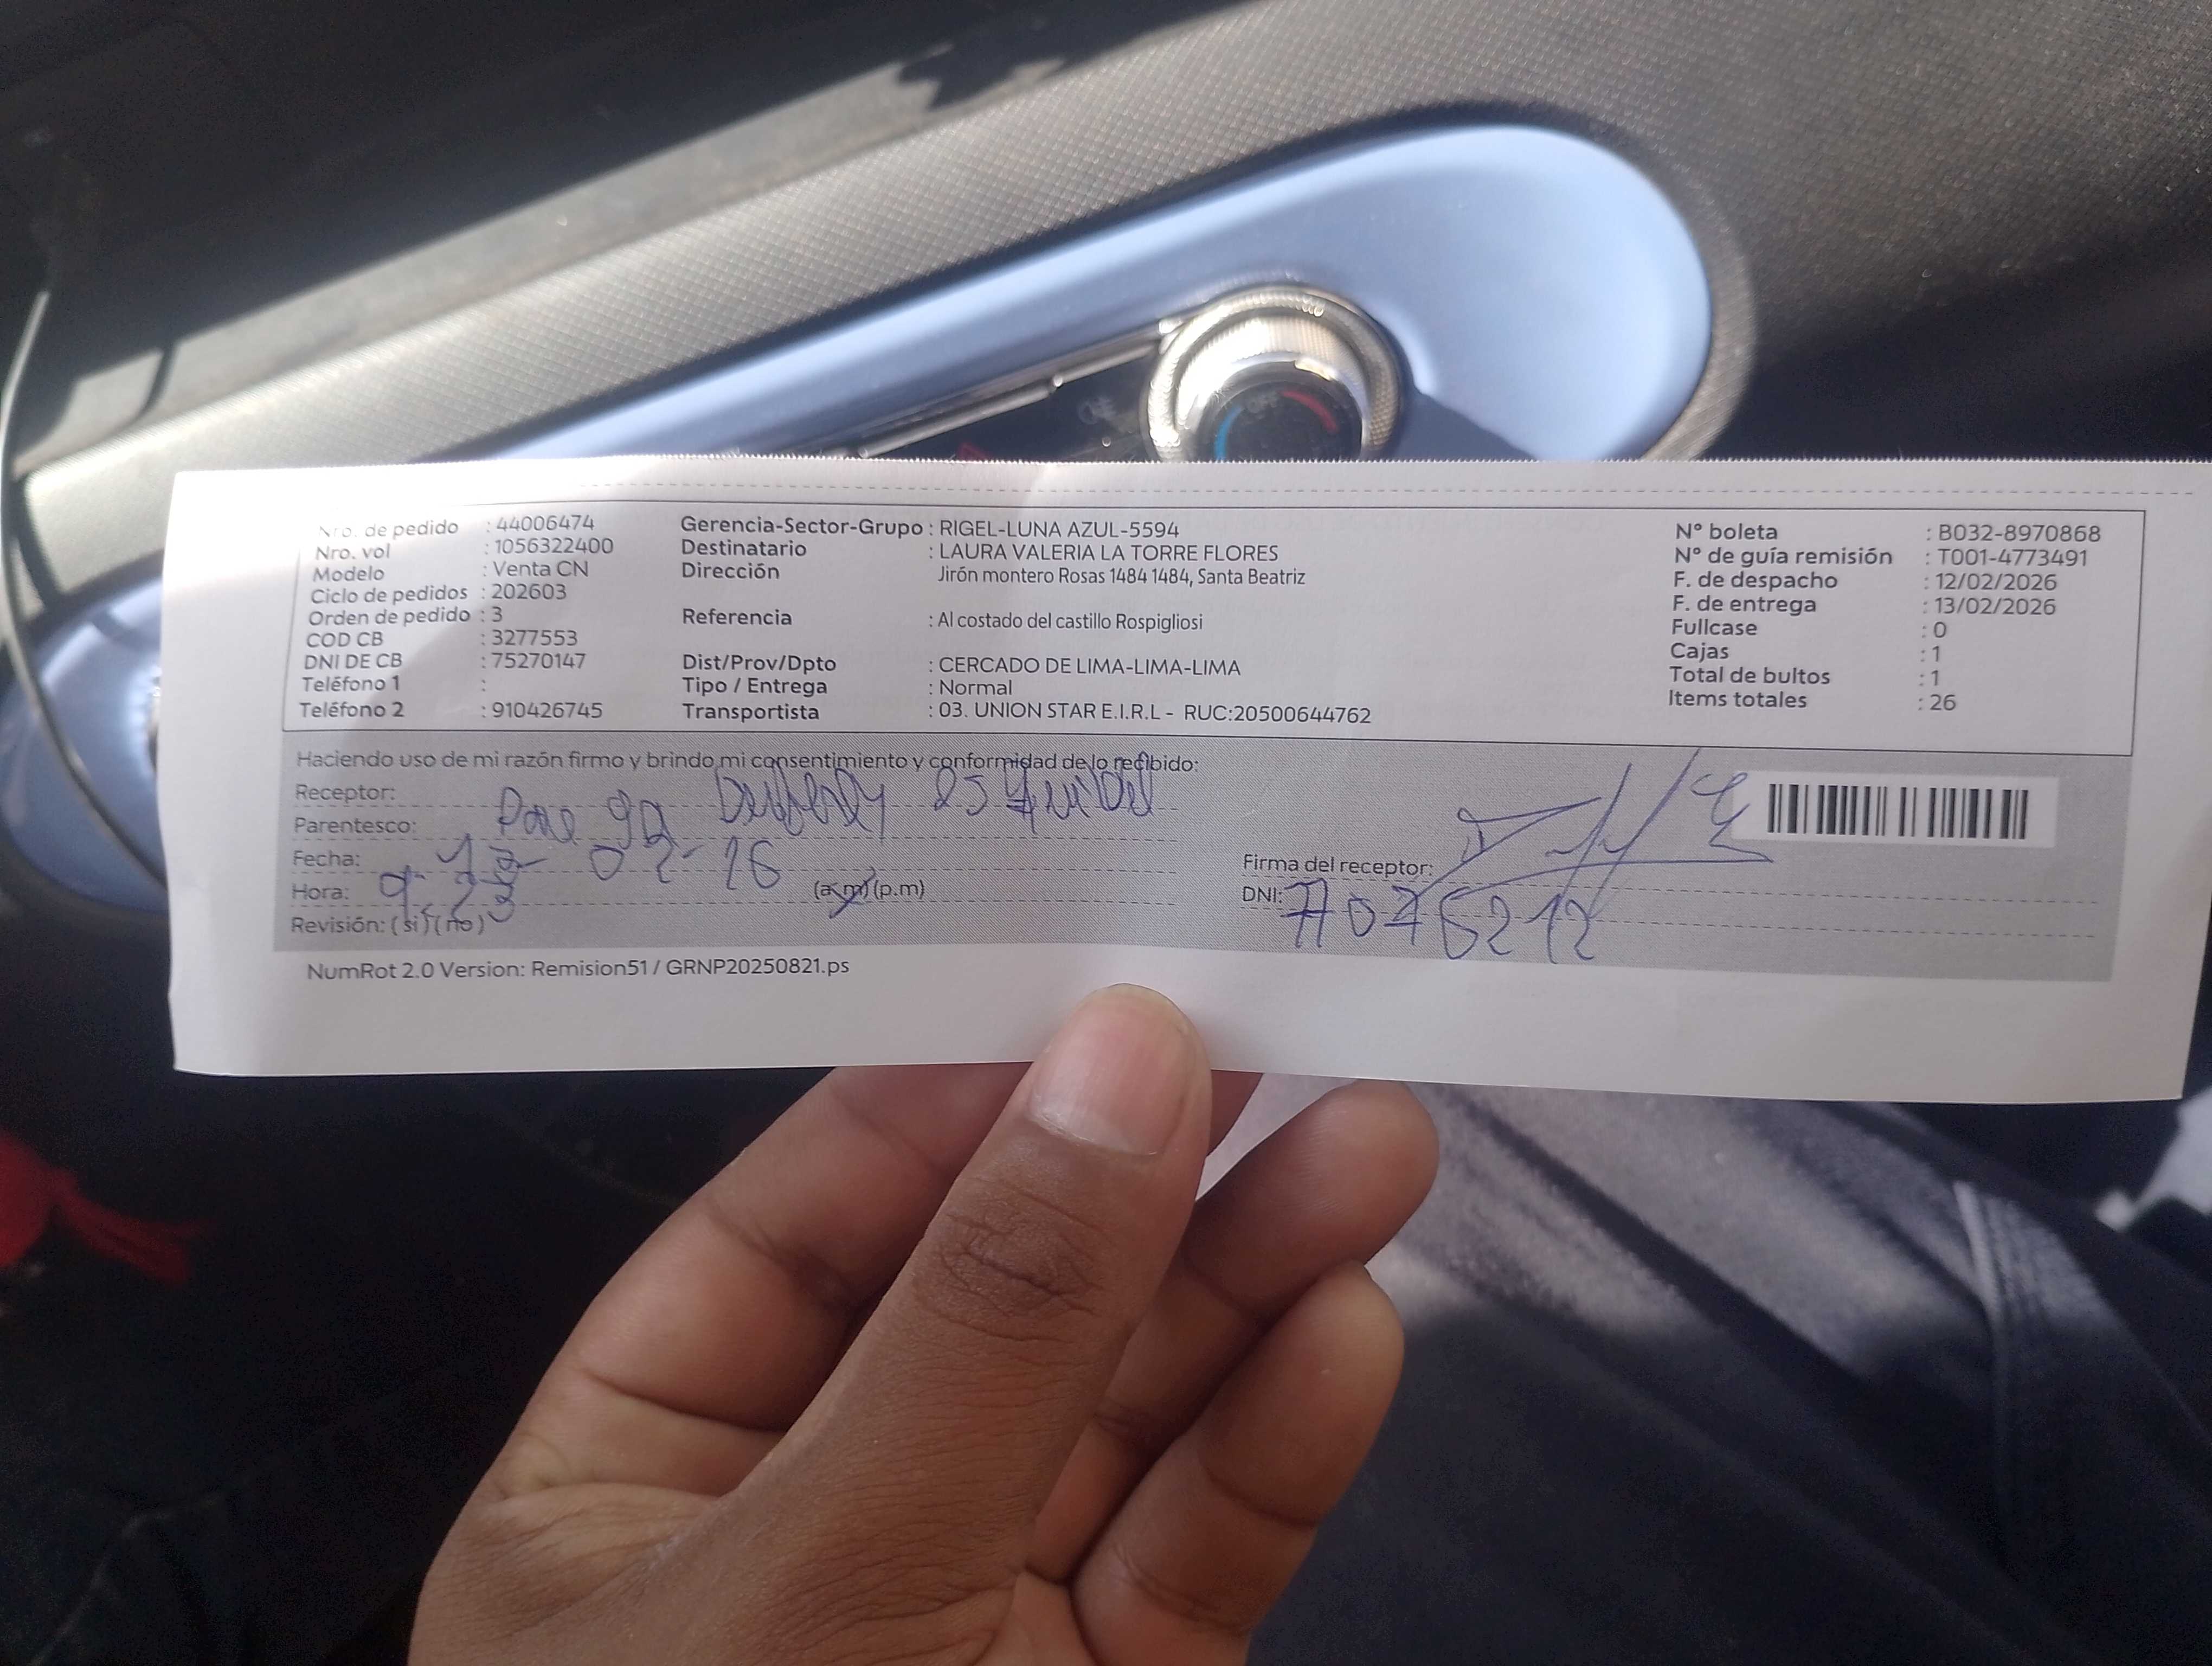 Nro. de pedido : 44006474
Nro. vol : 1056322400
Modelo : Venta CN
Ciclo de pedidos : 202603
Orden de pedido : 3
COD CB : 3277553
DNI DE CB : 75270147
Teléfono 1 :
Teléfono 2 : 910426745
Gerencia-Sector-Grupo : RIGEL-LUNA AZUL-5594
Destinatario : LAURA VALERIA LA TORRE FLORES
Dirección Jirón montero Rosas 1484 1484, Santa Beatriz
Referencia : Al costado del castillo Rospigliosi
Dist/Prov/Dpto : CERCADO DE LIMA-LIMA-LIMA
Tipo / Entrega : Normal
Transportista : 03. UNION STAR E.I.R.L - RUC:20500644762
N° boleta : B032-8970868
N° de guía remisión : T001-4773491
F. de despacho : 12/02/2026
F. de entrega : 13/02/2026
Fullcase : 0
Cajas : 1
Total de bultos : 1
Items totales : 26
Haciendo uso de mi razón firmo y brindo mi consentimiento y conformidad de lo recibido:
Receptor:
Parentesco:
Fecha:
Hora: (a.m) (p.m)
Revisión: (si) (no)
Firma del receptor:
DNI:
NumRot 2.0 Version: Remision51 / GRNP20250821.ps
OFF